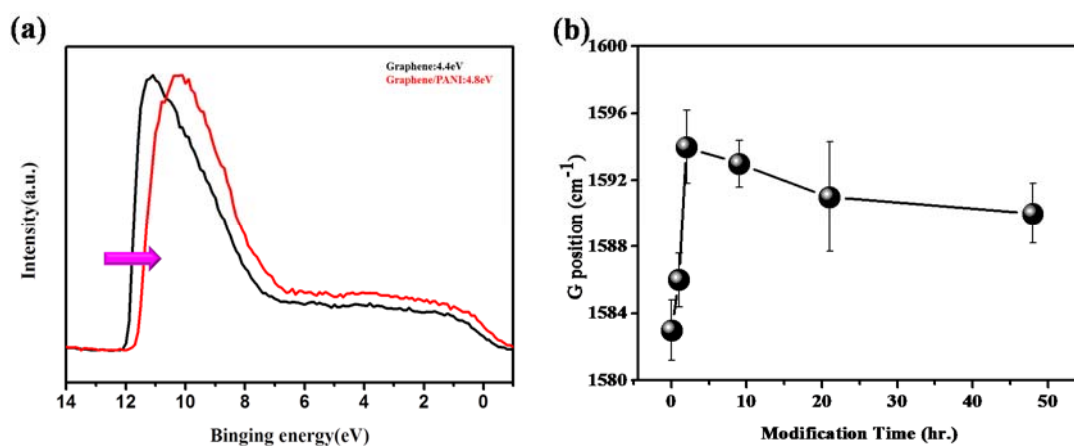 (a)
Graphene:4.4eV
Graphene/PANI:4.8eV
Intensity(a.u.)
14 12 10 8 6 4 2 0
Binging energy(eV)
(b)
1600
1596
1592
1588
1584
1580
G position (cm⁻¹)
0 10 20 30 40 50
Modification Time (hr.)